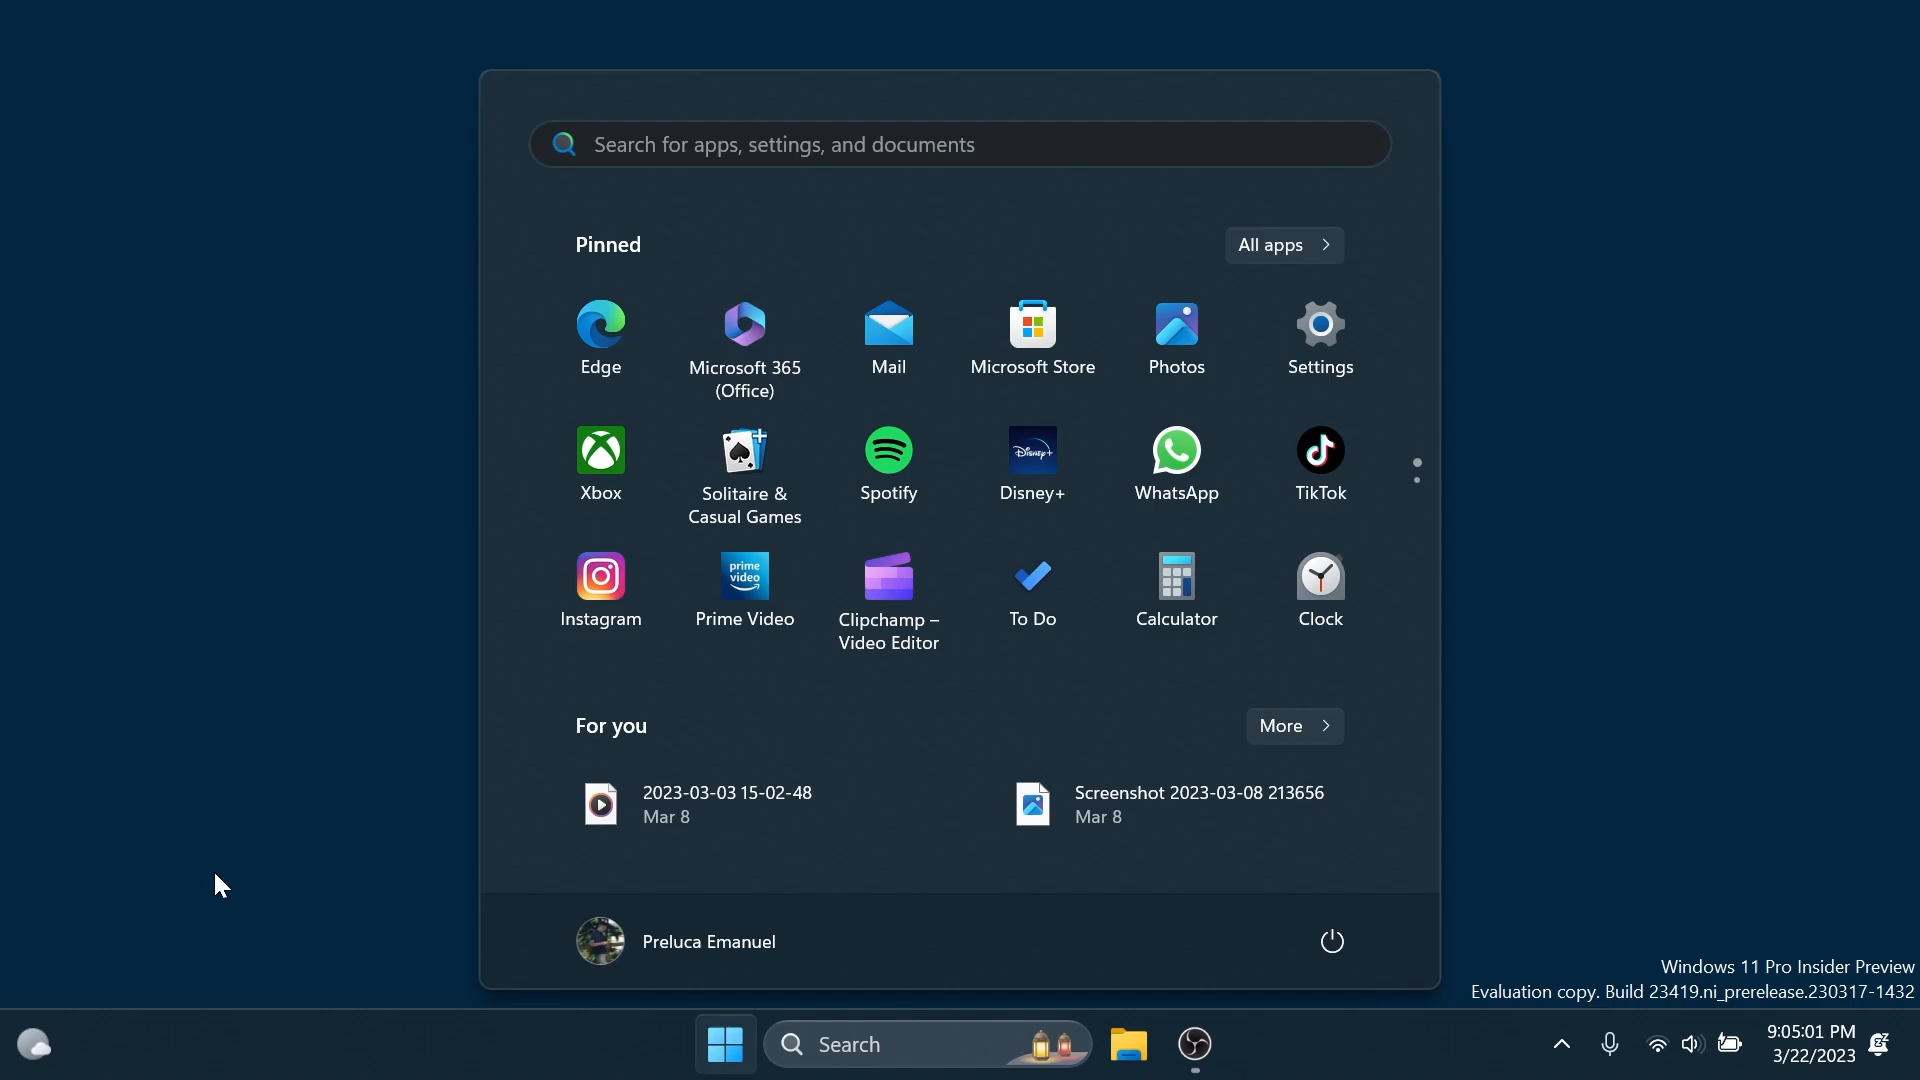 Search for apps, settings, and documents
Pinned
All apps
Edge
Microsoft 365
(Office)
Mail
Microsoft Store
Photos
Settings
Xbox
Solitaire &
Casual Games
Spotify
Disney+
Disney+
WhatsApp
TikTok
Instagram
prime
video
Prime Video
Clipchamp –
Video Editor
To Do
Calculator
Clock
For you
More
2023-03-03 15-02-48
Mar 8
Screenshot 2023-03-08 213656
Mar 8
Preluca Emanuel
Windows 11 Pro Insider Preview
Evaluation copy. Build 23419.ni_prerelease.230317-1432
Search
9:05:01 PM
3/22/2023